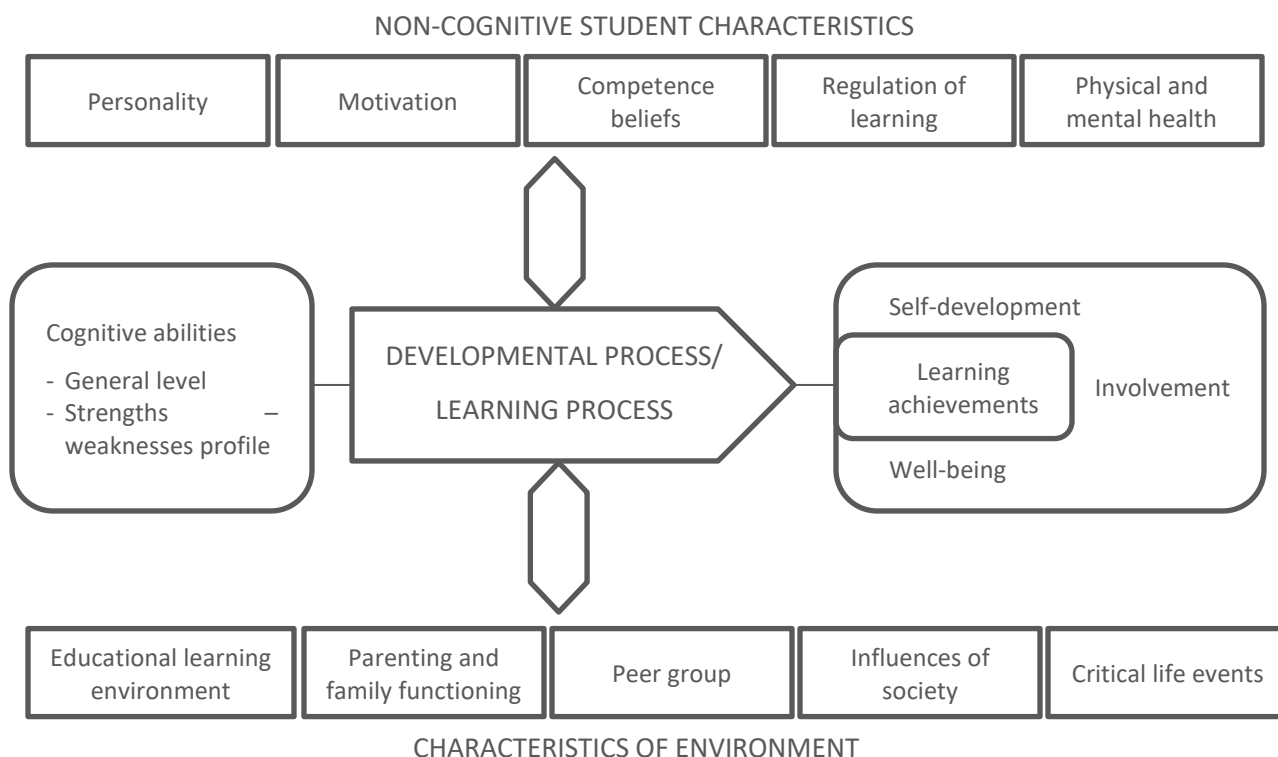 NON-COGNITIVE STUDENT CHARACTERISTICS
Personality
Motivation
Competence
beliefs
Regulation of
learning
Physical and
mental health
Cognitive abilities
- General level
- Strengths –
weaknesses profile
DEVELOPMENTAL PROCESS/
LEARNING PROCESS
Self-development
Learning
achievements
Involvement
Well-being
Educational learning
environment
Parenting and
family functioning
Peer group
Influences of
society
Critical life events
CHARACTERISTICS OF ENVIRONMENT